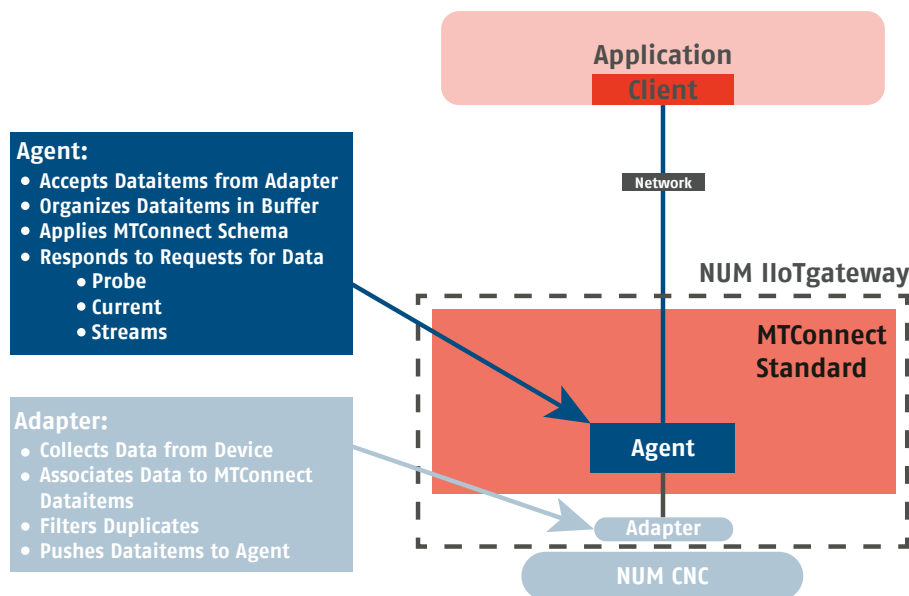 Application
Client
Network
NUM IIoTgateway
MTConnect
Standard
Agent
Adapter
NUM CNC
Agent:
• Accepts Dataitems from Adapter
• Organizes Dataitems in Buffer
• Applies MTConnect Schema
• Responds to Requests for Data
• Probe
• Current
• Streams
Adapter:
• Collects Data from Device
• Associates Data to MTConnect
Dataitems
• Filters Duplicates
• Pushes Dataitems to Agent